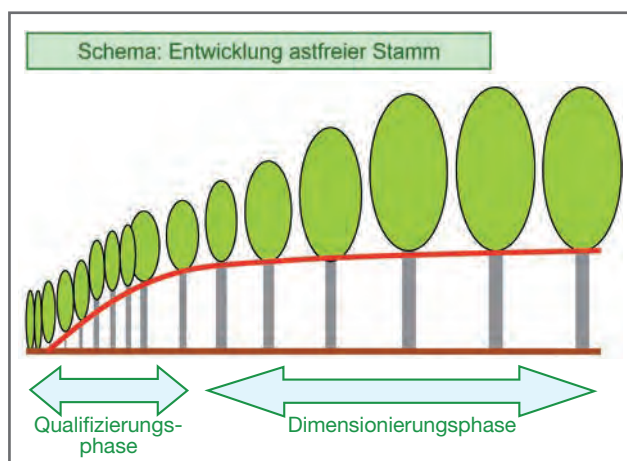 Schema: Entwicklung astfreier Stamm
Qualifizierungs-
phase
Dimensionierungsphase